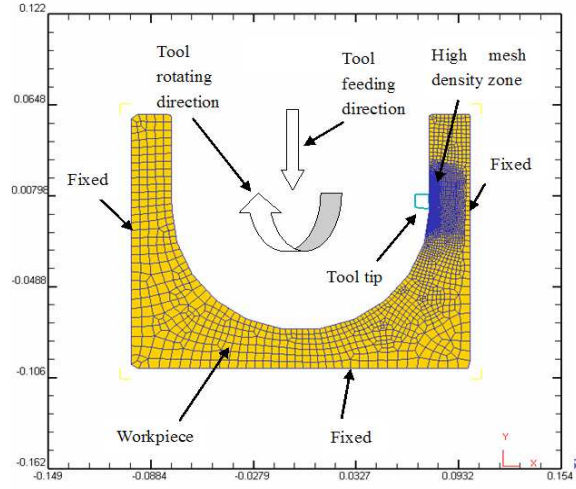 0.122
Tool
rotating
direction
Tool
feeding
direction
High mesh
density zone
0.0648
Fixed
Fixed
0.00798
Tool tip
-0.0488
-0.106
Workpiece
Fixed
Y
X
-0.162
-0.149
-0.0884
-0.0279
0.0327
0.0932
0.154